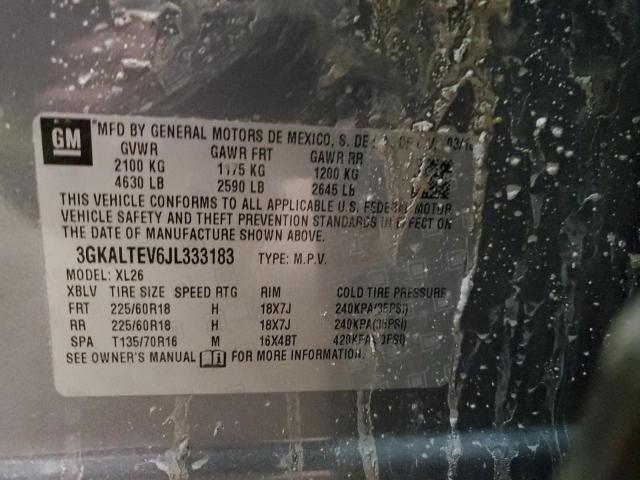 GM
*MFD BY GENERAL MOTORS DE MEXICO, S. DE
GVWR GAWR FRT GAWR RR
2100 KG 1175 KG 1200 KG
4630 LB 2590 LB 2645 LB
THIS VEHICLE CONFORMS TO ALL APPLICABLE U.S. FEDERAL MOTOR
VEHICLE SAFETY AND THEFT PREVENTION STANDARDS IN EFFECT ON
THE DATE OF MANUFACTURE SHOWN ABOVE.
3GKALTEV6JL333183 TYPE: M.P.V.
MODEL: XL26
XBLV TIRE SIZE SPEED RTG RIM COLD TIRE PRESSURE
FRT 225/60R18 H 18X7J 240KPA(35PSI)
RR 225/60R18 H 18X7J 240KPA(35PSI)
SPA T135/70R16 M 16X4BT
SEE OWNER'S MANUAL FOR MORE INFORMATION.